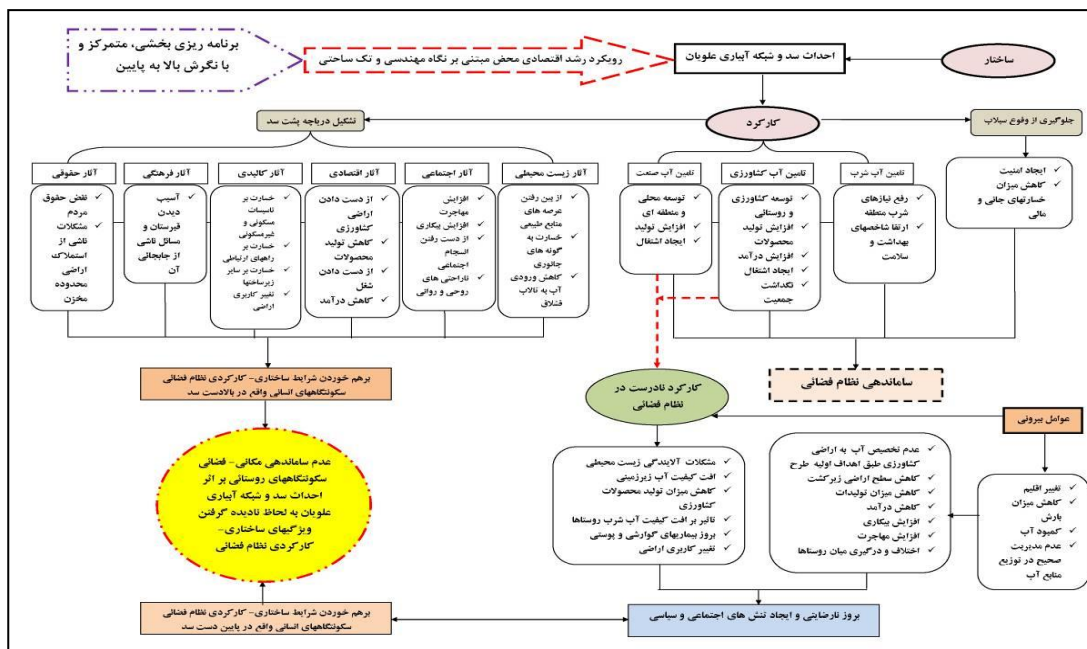 برنامه ریزی بخشی، متمرکز و
با نگرش بالا به پایین
رویکرد رشد اقتصادی محض مبتنی بر نگاه مهندسی و تک ساحتی
احداث سد و شبکه آبیاری علویان
ساختار
کارکرد
جلوگیری از وقوع سیلاب
تشکیل دریاچه پشت سد
ایجاد امنیت
کاهش میزان
خسارتهای جانی و
مالی
تامین آب شرب
رفع نیازهای
شرب منطقه
ارتقا شاخصهای
بهداشت و
سلامت
تامین آب کشاورزی
توسعه کشاورزی
و روستائی
افزایش تولید
محصولات
افزایش درآمد
ایجاد اشتغال
نگداشت
جمعیت
تامین آب صنعت
توسعه محلی
و منطقه ای
افزایش تولید
ایجاد اشتغال
آثار زیست محیطی
از بین رفتن
عرصه های
منابع طبیعی
خسارت به
گونه های
جانوری
کاهش ورودی
آب به تالاب
قشلاق
آثار اجتماعی
افزایش
مهاجرت
افزایش بیکاری
از دست رفتن
انسجام
اجتماعی
ناراحتی های
روحی و روانی
آثار اقتصادی
از دست دادن
اراضی
کشاورزی
کاهش تولید
محصولات
از دست دادن
شغل
کاهش درآمد
آثار کالبدی
خسارت بر
تاسیسات
مسکونی و
غیرمسکونی
خسارت بر
راههای ارتباطی
خسارت بر سایر
زیرساختها
تغییر کاربری
اراضی
آثار فرهنگی
آسیب
دیدن
قبرستان و
مسائل ناشی
از جابجائی
آن
آثار حقوقی
نقض حقوق
مردم
مشکلات
ناشی از
استملاک
اراضی
محدوده
مخزن
ساماندهی نظام فضائی
کارکرد نادرست در
نظام فضائی
عوامل بیرونی
تغییر اقلیم
کاهش میزان
بارش
کمبود آب
عدم مدیریت
صحیح در توزیع
منابع آب
عدم تخصیص آب به اراضی
کشاورزی طبق اهداف اولیه طرح
کاهش سطح اراضی زیرکشت
کاهش میزان تولیدات
کاهش درآمد
افزایش بیکاری
افزایش مهاجرت
اختلاف و درگیری میان روستاها
مشکلات آلایندگی زیست محیطی
افت کیفیت آب زیرزمینی
کاهش میزان تولید محصولات
کشاورزی
تاثیر بر افت کیفیت آب شرب روستاها
بروز بیماریهای گوارشی و پوستی
تغییر کاربری اراضی
بروز نارضایتی و ایجاد تنش های اجتماعی و سیاسی
برهم خوردن شرایط ساختاری- کارکردی نظام فضائی
سکونتگاههای انسانی واقع در بالادست سد
عدم ساماندهی مکانی- فضائی
سکونتگاههای روستائی بر اثر
احداث سد و شبکه آبیاری
علویان به لحاظ نادیده گرفتن
ویژگیهای ساختاری-
کارکردی نظام فضائی
برهم خوردن شرایط ساختاری- کارکردی نظام فضائی
سکونتگاههای انسانی واقع در پایین دست سد